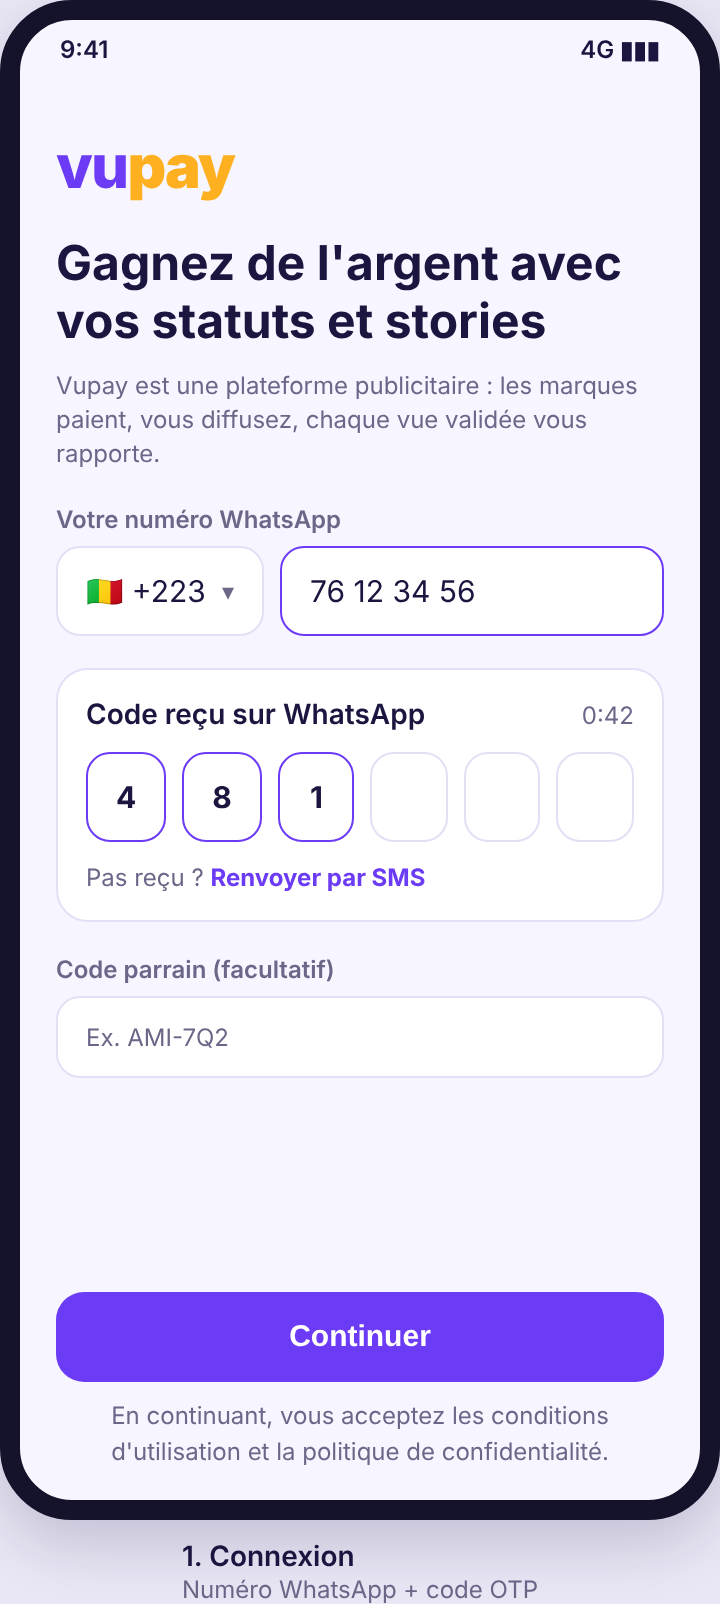 9:41
4G
vupay
Gagnez de l'argent avec
vos statuts et stories
Vupay est une plateforme publicitaire : les marques
paient, vous diffusez, chaque vue validée vous
rapporte.
Votre numéro WhatsApp
+223 ▾ 76 12 34 56
Code reçu sur WhatsApp 0:42
4 8 1
Pas reçu ? Renvoyer par SMS
Code parrain (facultatif)
Ex. AMI-7Q2
Continuer
En continuant, vous acceptez les conditions
d'utilisation et la politique de confidentialité.
1. Connexion
Numéro WhatsApp + code OTP